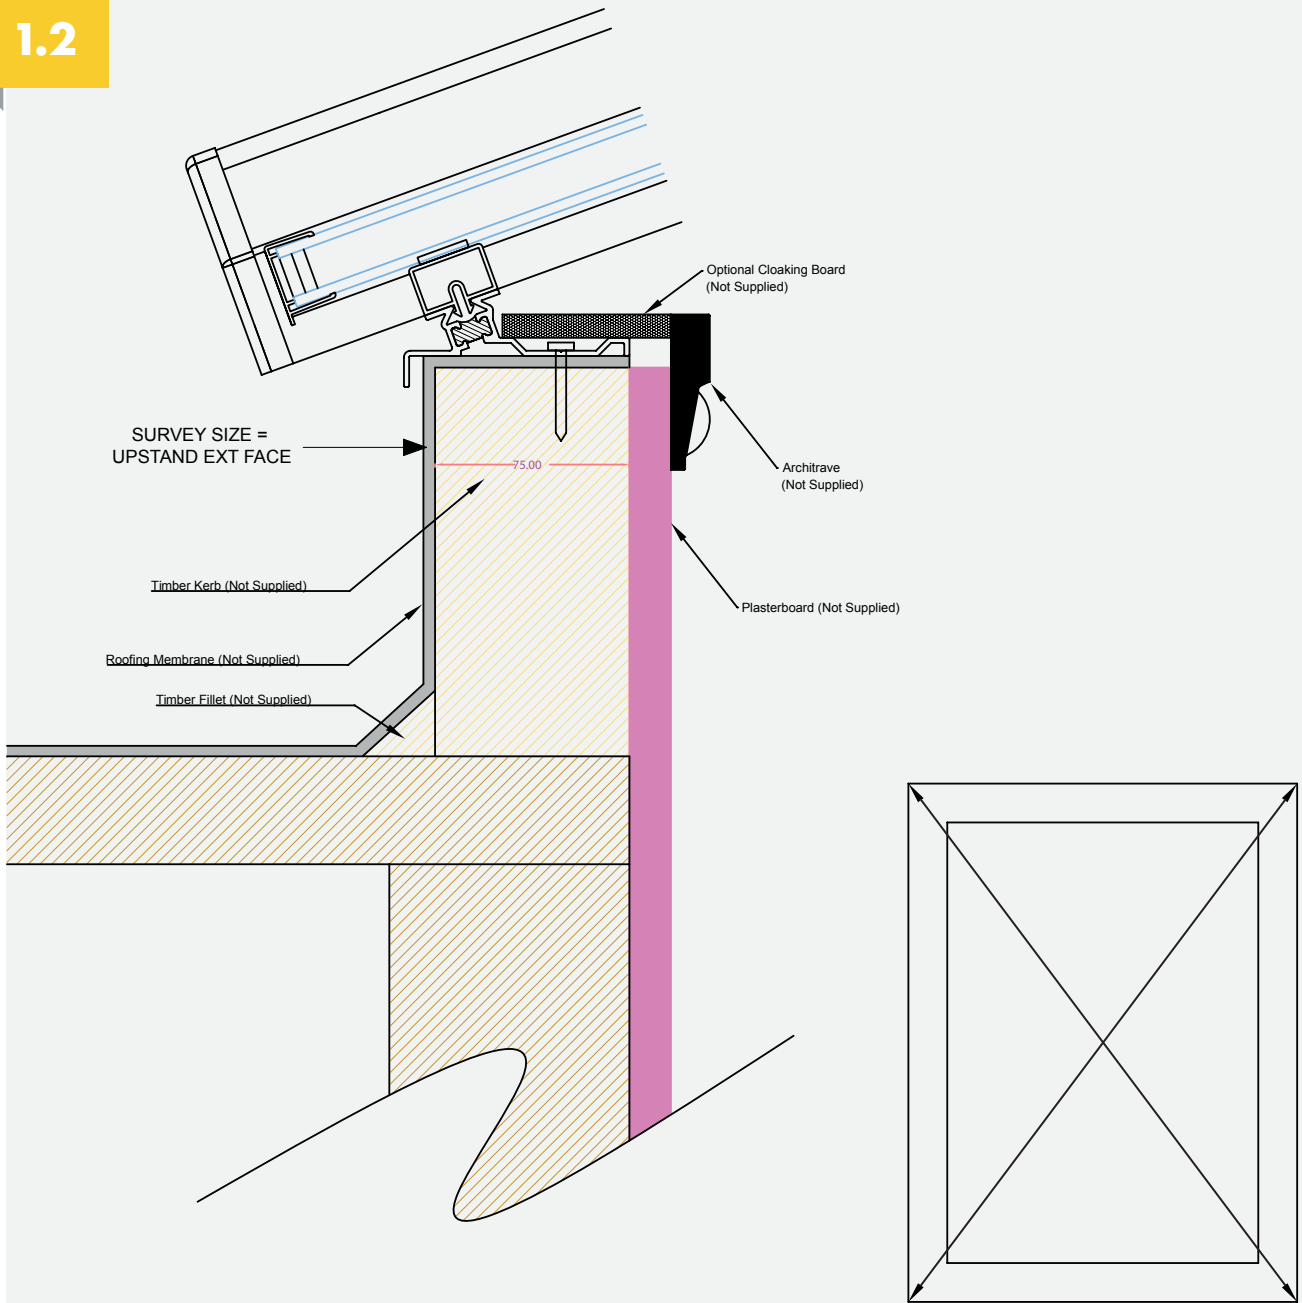 1.2
Optional Cloaking Board
(Not Supplied)
SURVEY SIZE =
UPSTAND EXT FACE
75.00
Architrave
(Not Supplied)
Timber Kerb (Not Supplied)
Plasterboard (Not Supplied)
Roofing Membrane (Not Supplied)
Timber Fillet (Not Supplied)